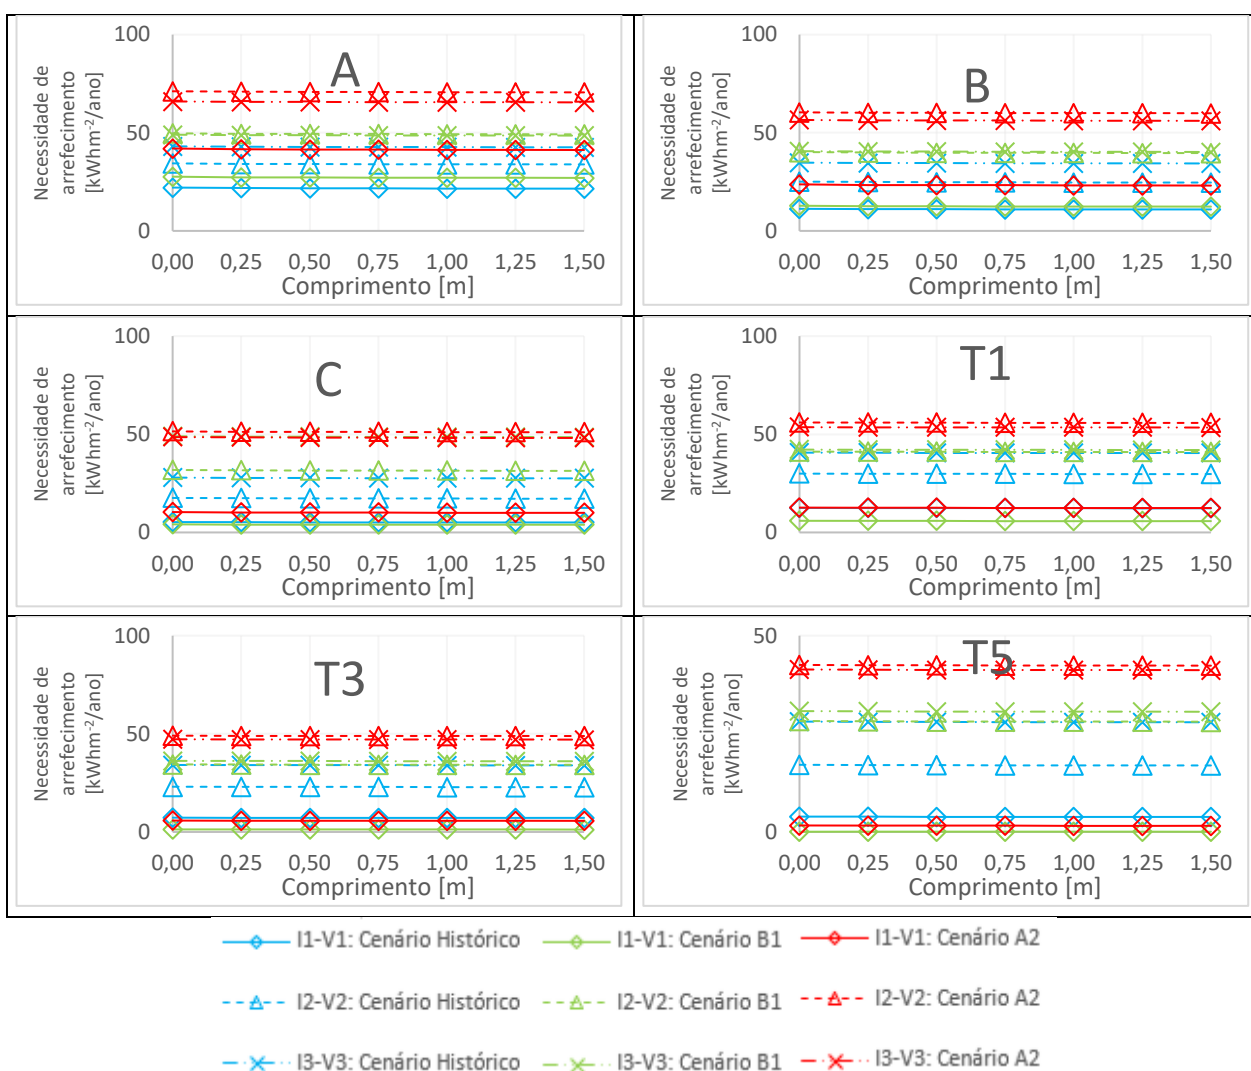 A
Necessidade de
arrefecimento
[kWhm⁻²/ano]
100
50
0
0,00 0,25 0,50 0,75 1,00 1,25 1,50
Comprimento [m]
B
Necessidade de
arrefecimento
[kWhm⁻²/ano]
100
50
0
0,00 0,25 0,50 0,75 1,00 1,25 1,50
Comprimento [m]
C
Necessidade de
arrefecimento
[kWhm⁻²/ano]
100
50
0
0,00 0,25 0,50 0,75 1,00 1,25 1,50
Comprimento [m]
T1
Necessidade de
arrefecimento
[kWhm⁻²/ano]
100
50
0
0,00 0,25 0,50 0,75 1,00 1,25 1,50
Comprimento [m]
T3
Necessidade de
arrefecimento
[kWhm⁻²/ano]
100
50
0
0,00 0,25 0,50 0,75 1,00 1,25 1,50
Comprimento [m]
T5
Necessidade de
arrefecimento
[kWhm⁻²/ano]
50
0
0,00 0,25 0,50 0,75 1,00 1,25 1,50
Comprimento [m]
I1-V1: Cenário Histórico I1-V1: Cenário B1 I1-V1: Cenário A2
I2-V2: Cenário Histórico I2-V2: Cenário B1 I2-V2: Cenário A2
I3-V3: Cenário Histórico I3-V3: Cenário B1 I3-V3: Cenário A2